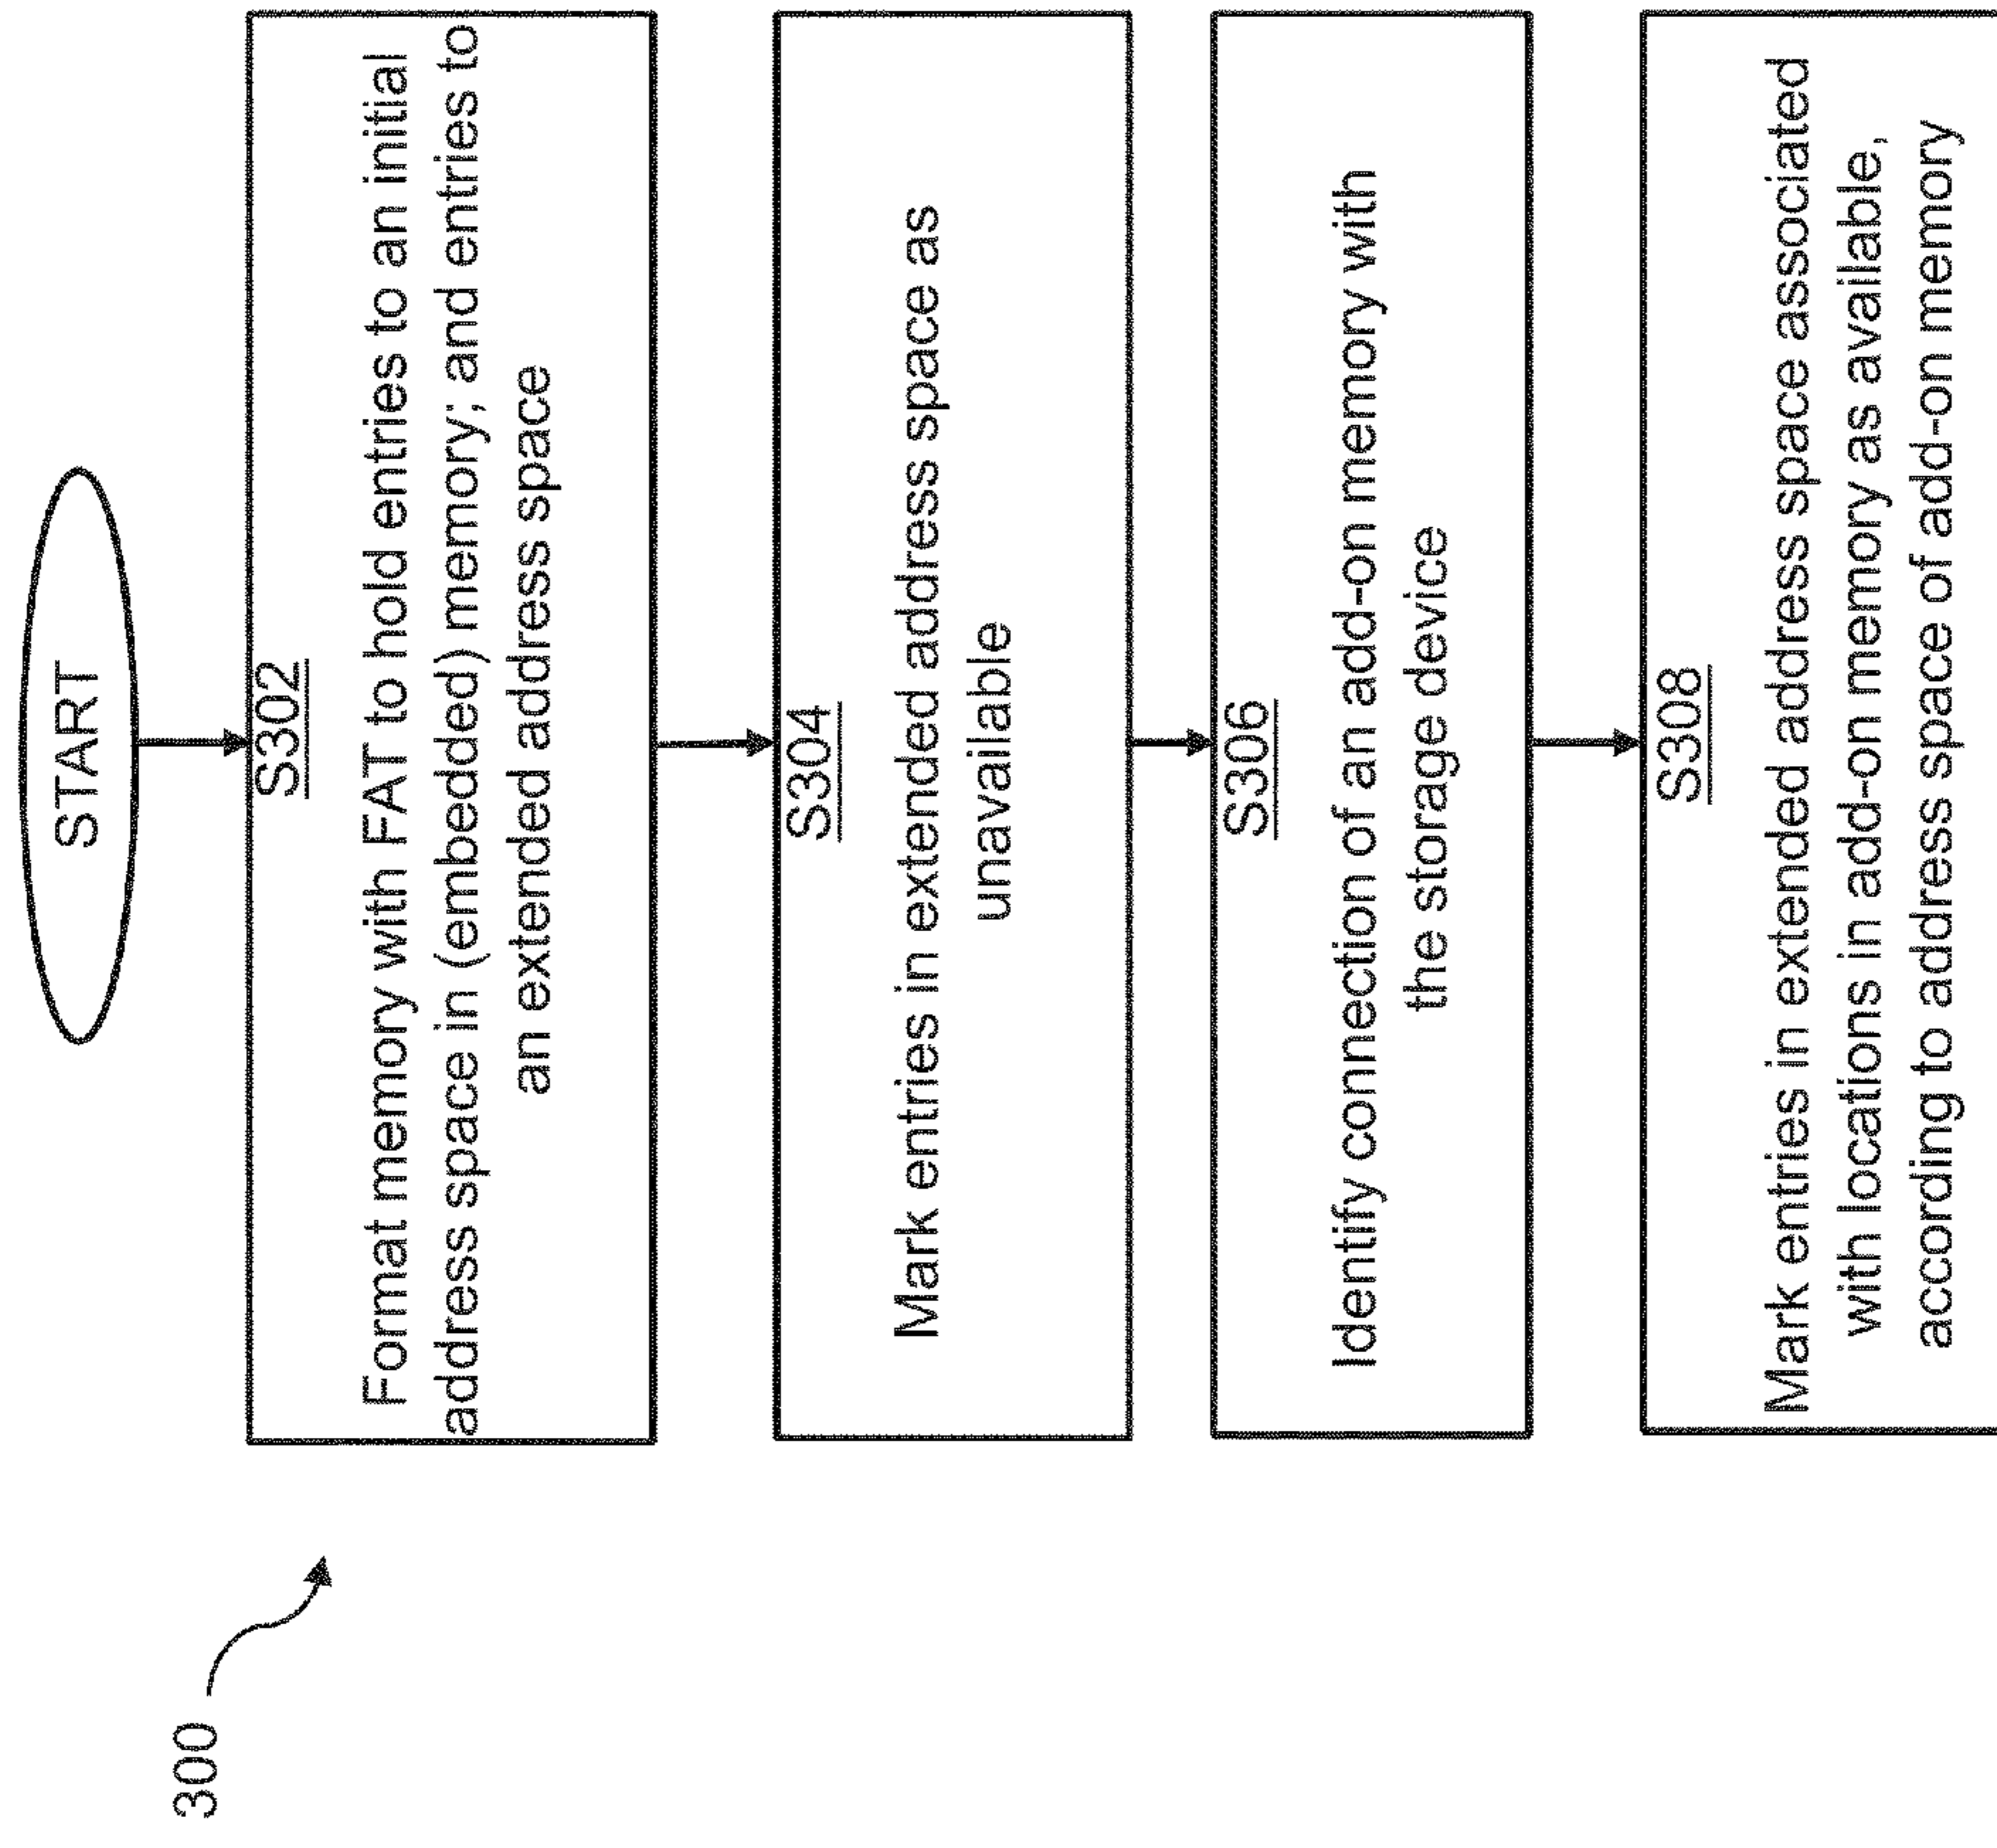 300
START
S302
Format memory with FAT to hold entries to an initial
address space in (embedded) memory; and entries to
an extended address space
S304
Mark entries in extended address space as
unavailable
S306
Identify connection of an add-on memory with
the storage device
S308
Mark entries in extended address space associated
with locations in add-on memory as available,
according to address space of add-on memory